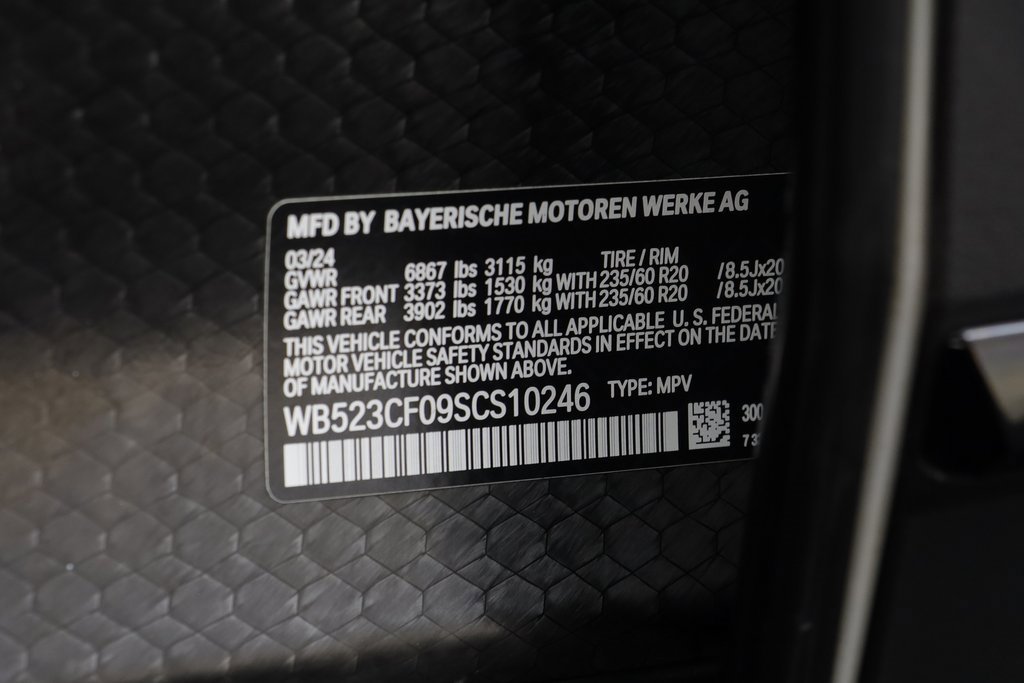 MFD BY BAYERISCHE MOTOREN WERKE AG
03/24 TIRE / RIM
GVWR 6867 lbs 3115 kg
GAWR FRONT 3373 lbs 1530 kg WITH 235/60 R20 /8.5Jx20
GAWR REAR 3902 lbs 1770 kg WITH 235/60 R20 /8.5Jx20
THIS VEHICLE CONFORMS TO ALL APPLICABLE U. S. FEDERAL
MOTOR VEHICLE SAFETY STANDARDS IN EFFECT ON THE DATE
OF MANUFACTURE SHOWN ABOVE.
WB523CF09SCS10246 TYPE: MPV
300